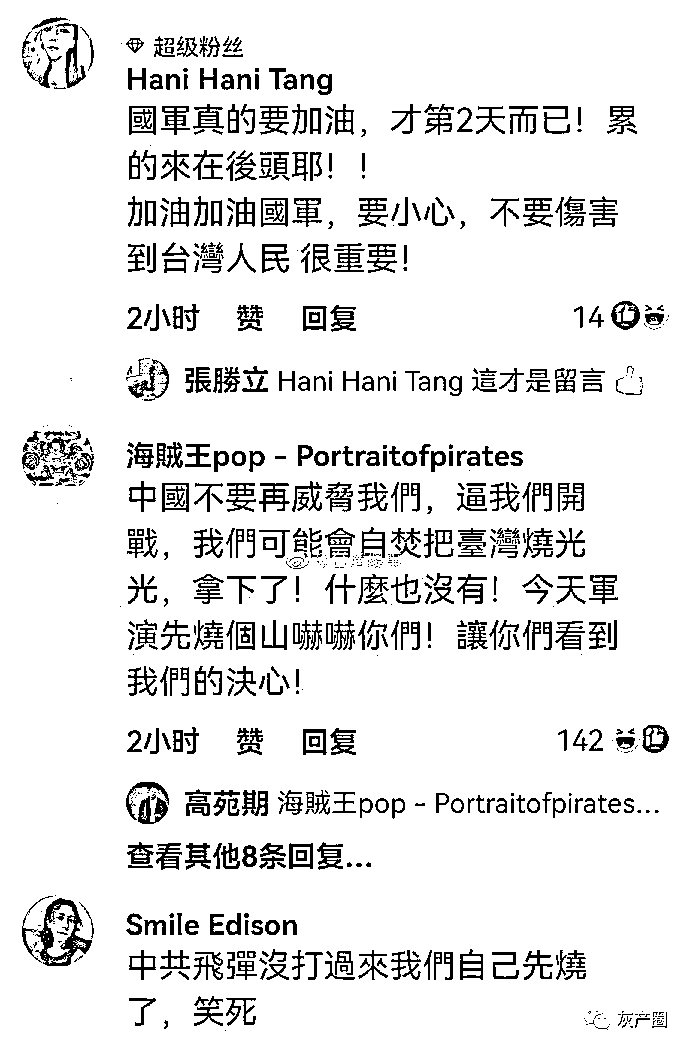 超级粉丝
Hani Hani Tang
國軍真的要加油，才第2天而已！累
的來在後頭耶！！
加油加油國軍，要小心，不要傷害
到台灣人民 很重要！
2小时 赞 回复 14
張勝立 Hani Hani Tang 這才是留言
海賊王pop - Portraitofpirates
中國不要再威脅我們，逼我們開
戰，我們可能會自焚把臺灣燒光
光，拿下了！什麼也沒有！今天軍
演先燒個山嚇嚇你們！讓你們看到
我們的決心！
2小时 赞 回复 142
高苑期 海賊王pop - Portraitofpirates...
查看其他8条回复...
Smile Edison
中共飛彈沒打過來我們自己先燒
了，笑死
灰产圈